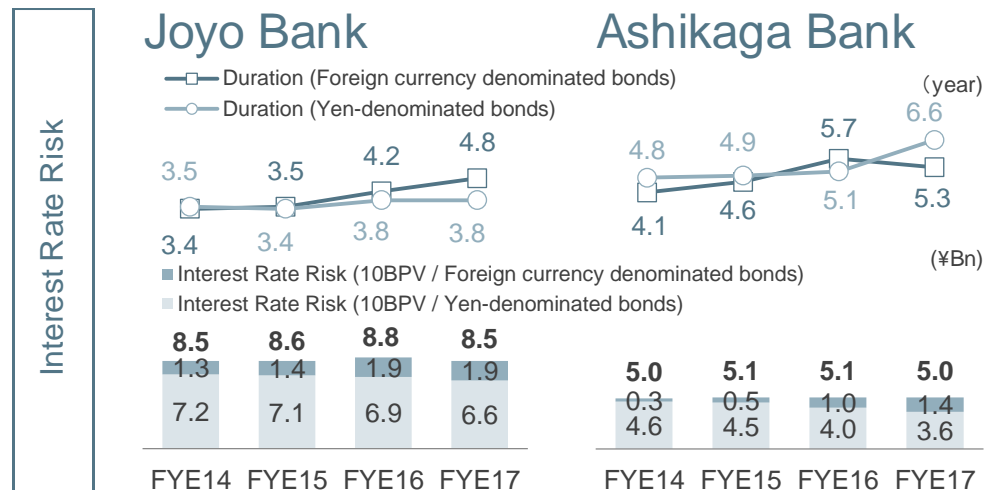 Interest Rate Risk
Joyo Bank
Ashikaga Bank
Duration (Foreign currency denominated bonds)
Duration (Yen-denominated bonds)
(year)
3.5 3.5 4.2 4.8
3.4 3.4 3.8 3.8
4.8 4.9 5.7 6.6
4.1 4.6 5.1 5.3
(¥Bn)
Interest Rate Risk (10BPV / Foreign currency denominated bonds)
Interest Rate Risk (10BPV / Yen-denominated bonds)
8.5 8.6 8.8 8.5
1.3 1.4 1.9 1.9
7.2 7.1 6.9 6.6
FYE14 FYE15 FYE16 FYE17
5.0 5.1 5.1 5.0
0.3 0.5 1.0 1.4
4.6 4.5 4.0 3.6
FYE14 FYE15 FYE16 FYE17